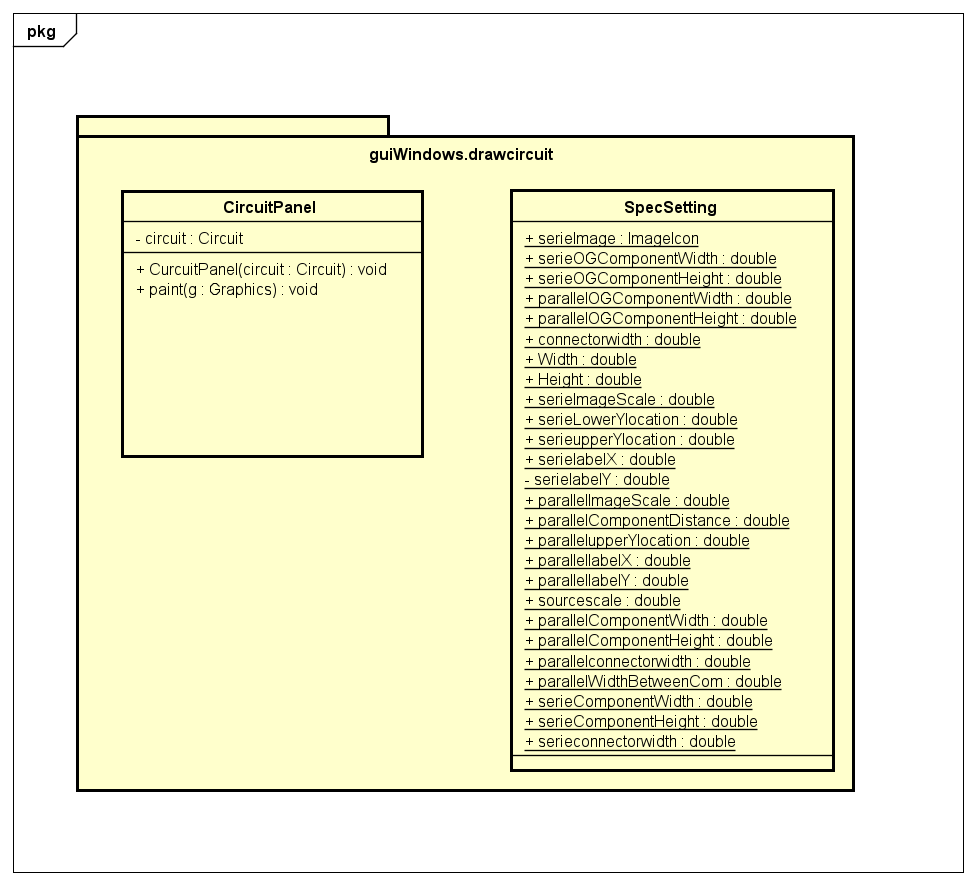 pkg
guiWindows.drawcircuit
CircuitPanel
- circuit : Circuit
+ CurcuitPanel(circuit : Circuit) : void
+ paint(g : Graphics) : void
SpecSetting
+ serieImage : ImageIcon
+ serieOGComponentWidth : double
+ serieOGComponentHeight : double
+ parallelOGComponentWidth : double
+ parallelOGComponentHeight : double
+ connectorwidth : double
+ Width : double
+ Height : double
+ serieImageScale : double
+ serieLowerYlocation : double
+ serieupperYlocation : double
+ serielabelX : double
- serielabelY : double
+ parallelImageScale : double
+ parallelComponentDistance : double
+ parallelupperYlocation : double
+ parallellabelX : double
+ parallellabelY : double
+ sourcescale : double
+ parallelComponentWidth : double
+ parallelComponentHeight : double
+ parallelconnectorwidth : double
+ parallelWidthBetweenCom : double
+ serieComponentWidth : double
+ serieComponentHeight : double
+ serieconnectorwidth : double